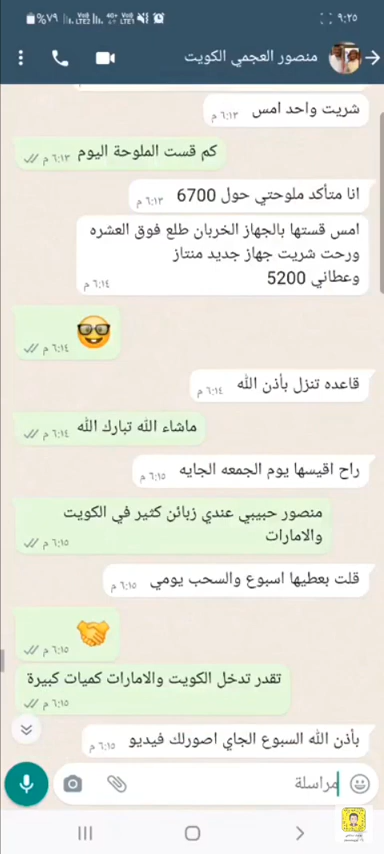 ٩:٢٥
%٧٩
منصور العجمي الكويت
شريت واحد امس
٦:١٣ م
كم قست الملوحة اليوم
٦:١٣ م
انا متأكد ملوحتي حول 6700
٦:١٣ م
امس قستها بالجهاز الخربان طلع فوق العشره
ورحت شريت جهاز جديد منتاز
وعطاني 5200
٦:١٤ م
٦:١٤ م
قاعده تنزل بأذن الله
٦:١٤ م
ماشاء الله تبارك الله
٦:١٤ م
راح اقيسها يوم الجمعه الجايه
٦:١٥ م
منصور حبيبي عندي زبائن كثير في الكويت
والامارات
٦:١٥ م
قلت بعطيها اسبوع والسحب يومي
٦:١٥ م
٦:١٥ م
تقدر تدخل الكويت والامارات كميات كبيرة
٦:١٥ م
بأذن الله السبوع الجاي اصورلك فيديو
٦:١٥ م
مراسلة